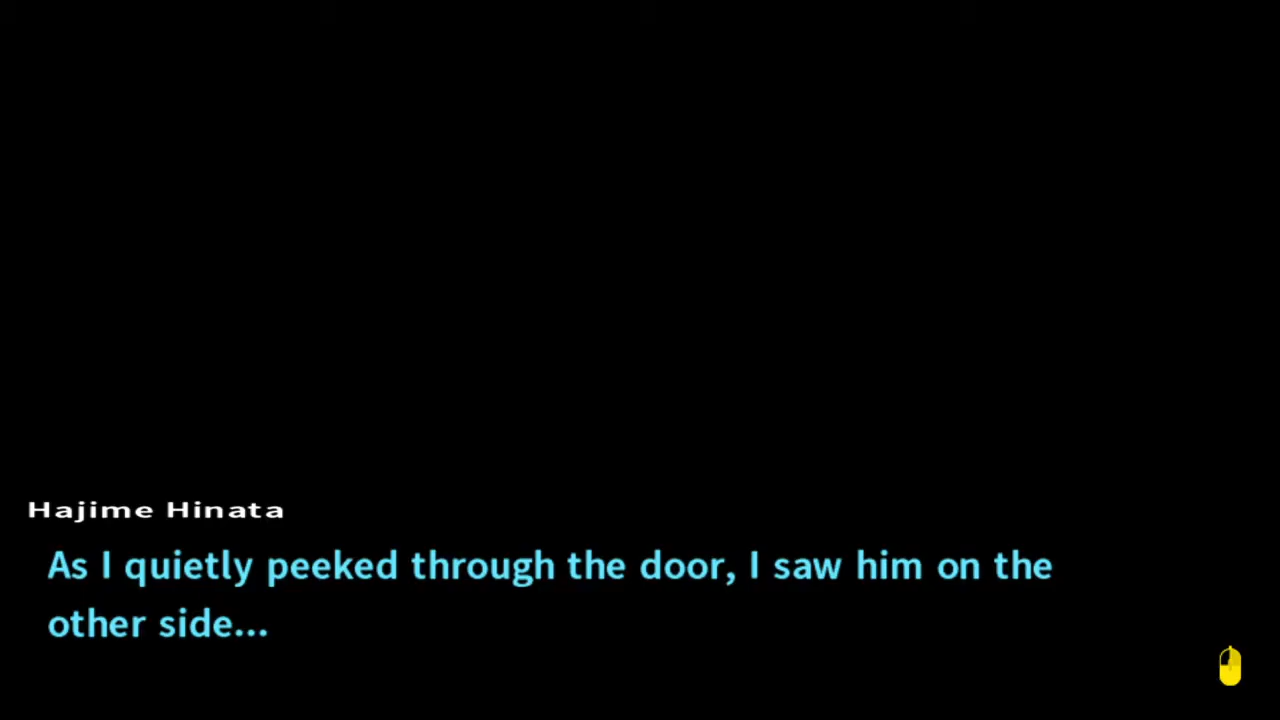 Hajime Hinata
As I quietly peeked through the door, I saw him on the
other side...